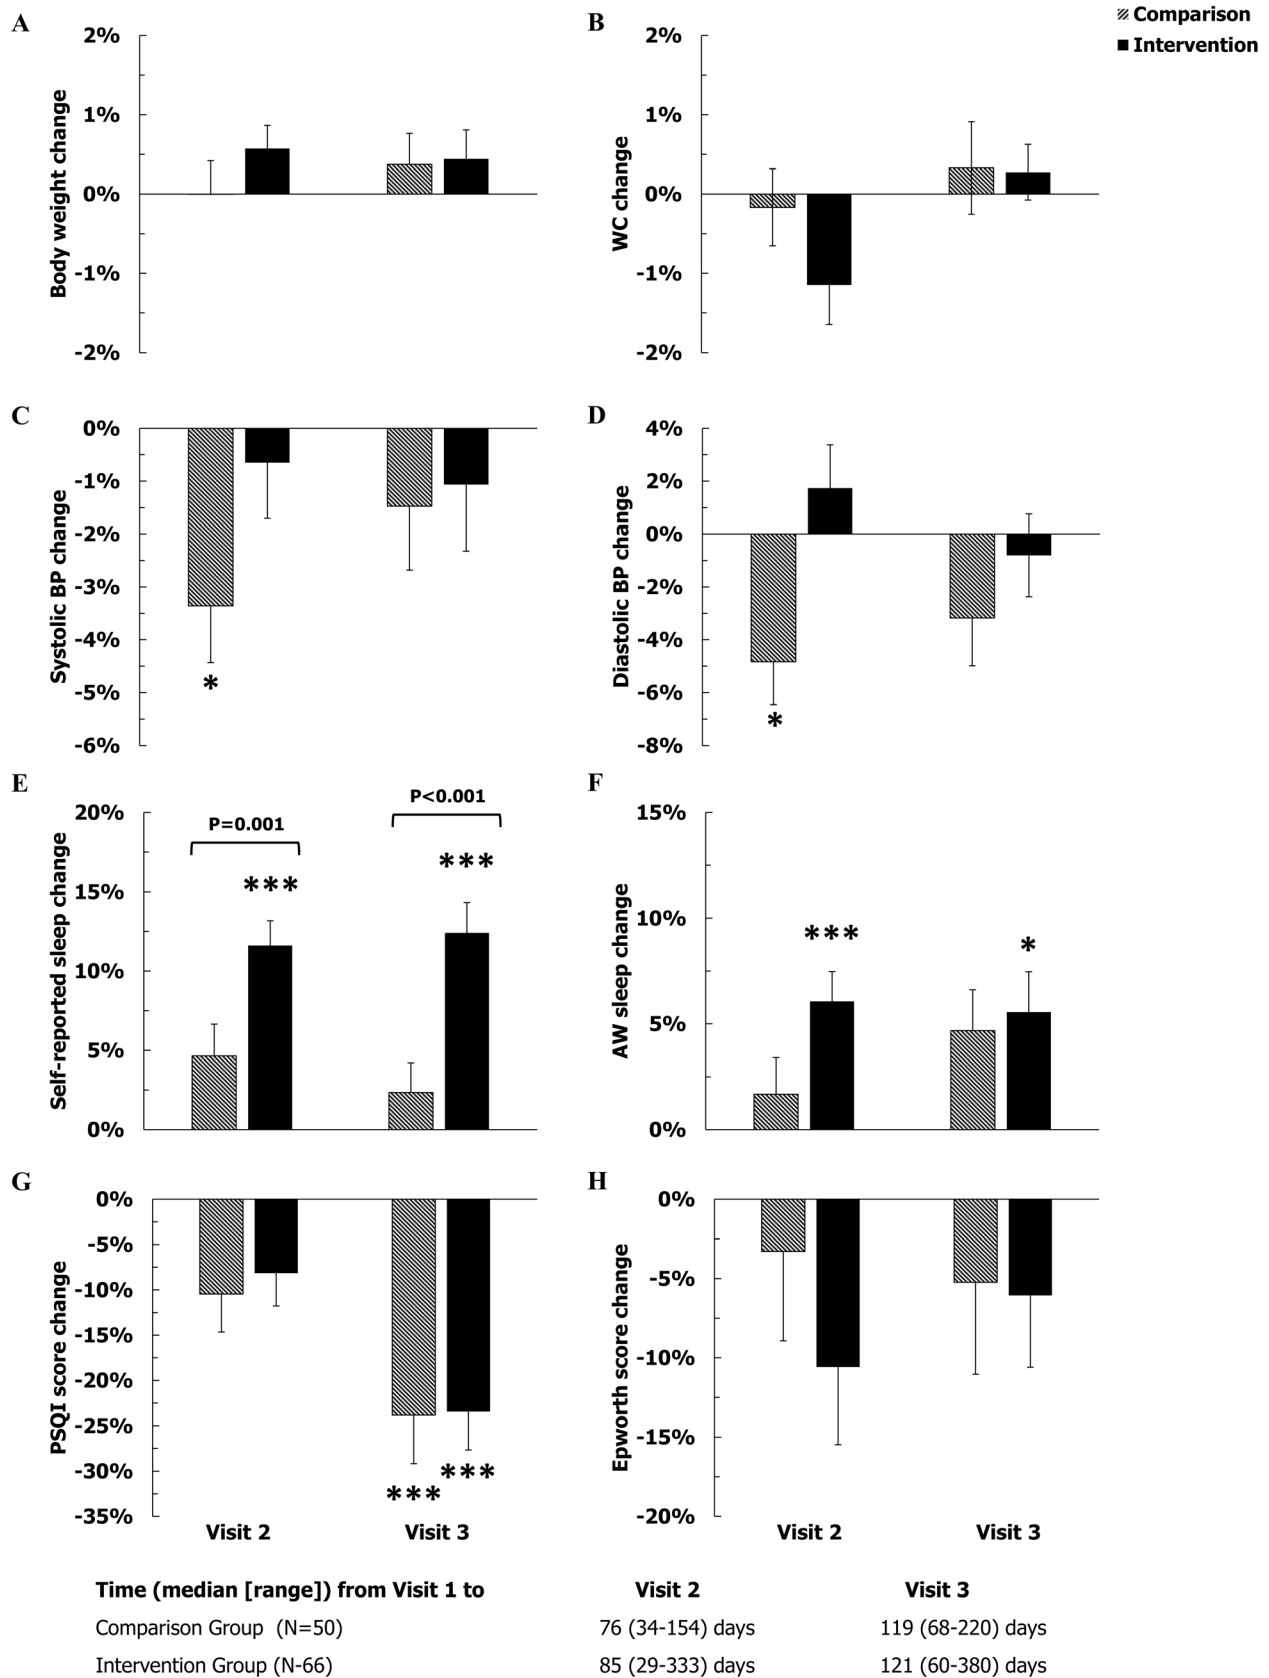 Comparison
Intervention
A
Body weight change
2%
1%
0%
-1%
-2%
B
WC change
2%
1%
0%
-1%
-2%
C
Systolic BP change
0%
-1%
-2%
-3%
-4%
-5%
-6%
*
D
Diastolic BP change
4%
2%
0%
-2%
-4%
-6%
-8%
*
E
Self-reported sleep change
20%
15%
10%
5%
0%
P=0.001
***
P<0.001
***
F
AW sleep change
15%
10%
5%
0%
***
*
G
PSQI score change
0%
-5%
-10%
-15%
-20%
-25%
-30%
-35%
***
***
Visit 2
Visit 3
H
Epworth score change
0%
-5%
-10%
-15%
-20%
Visit 2
Visit 3
Time (median [range]) from Visit 1 to Visit 2 Visit 3
Comparison Group (N=50) 76 (34-154) days 119 (68-220) days
Intervention Group (N-66) 85 (29-333) days 121 (60-380) days